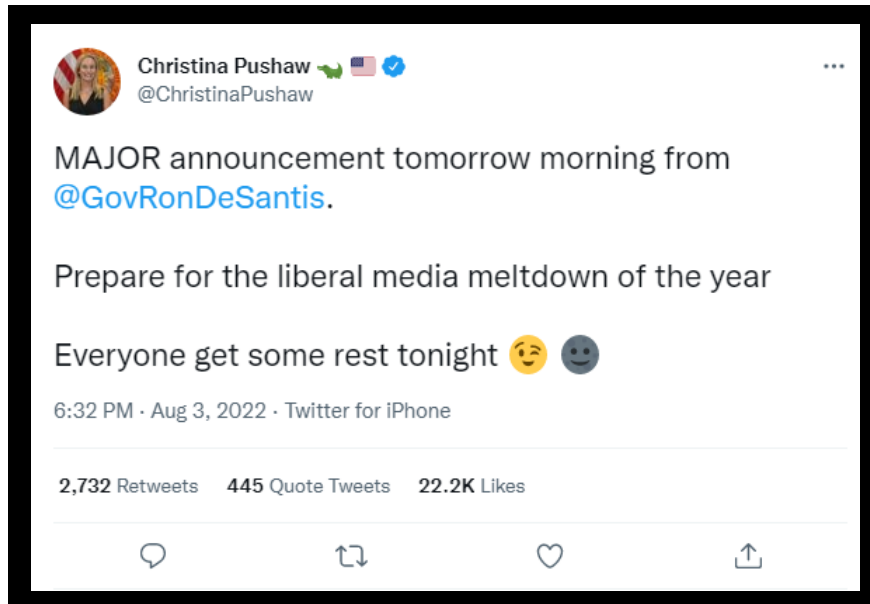 Christina Pushaw 🐊 🇺🇸
@ChristinaPushaw
MAJOR announcement tomorrow morning from
@GovRonDeSantis.
Prepare for the liberal media meltdown of the year
Everyone get some rest tonight 😉 🌚
6:32 PM · Aug 3, 2022 · Twitter for iPhone
2,732 Retweets 445 Quote Tweets 22.2K Likes